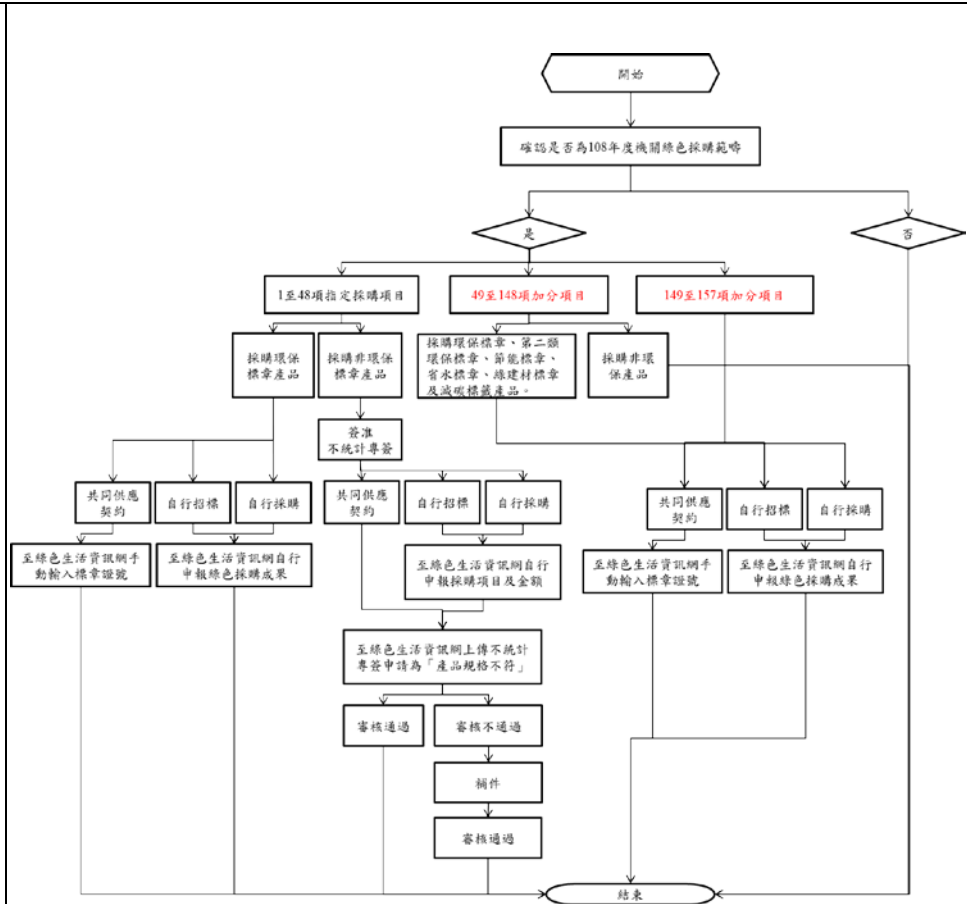 開始
確認是否為108年度機關綠色採購範疇
是
否
1至48項指定採購項目
49至148項加分項目
149至157項加分項目
採購環保
標章產品
採購非環保
標章產品
採購環保標章、第二類
環保標章、節能標章、
省水標章、綠建材標章
及減碳標籤產品。
採購非環
保產品
簽准
不統計專簽
共同供應
契約
自行招標
自行採購
共同供應
契約
自行招標
自行採購
共同供應
契約
自行招標
自行採購
至綠色生活資訊網手
動輸入標章證號
至綠色生活資訊網自行
申報綠色採購成果
至綠色生活資訊網自行
申報採購項目及金額
至綠色生活資訊網手
動輸入標章證號
至綠色生活資訊網自行
申報綠色採購成果
至綠色生活資訊網上傳不統計
專簽申請為「產品規格不符」
審核通過
審核不通過
補件
審核通過
結束